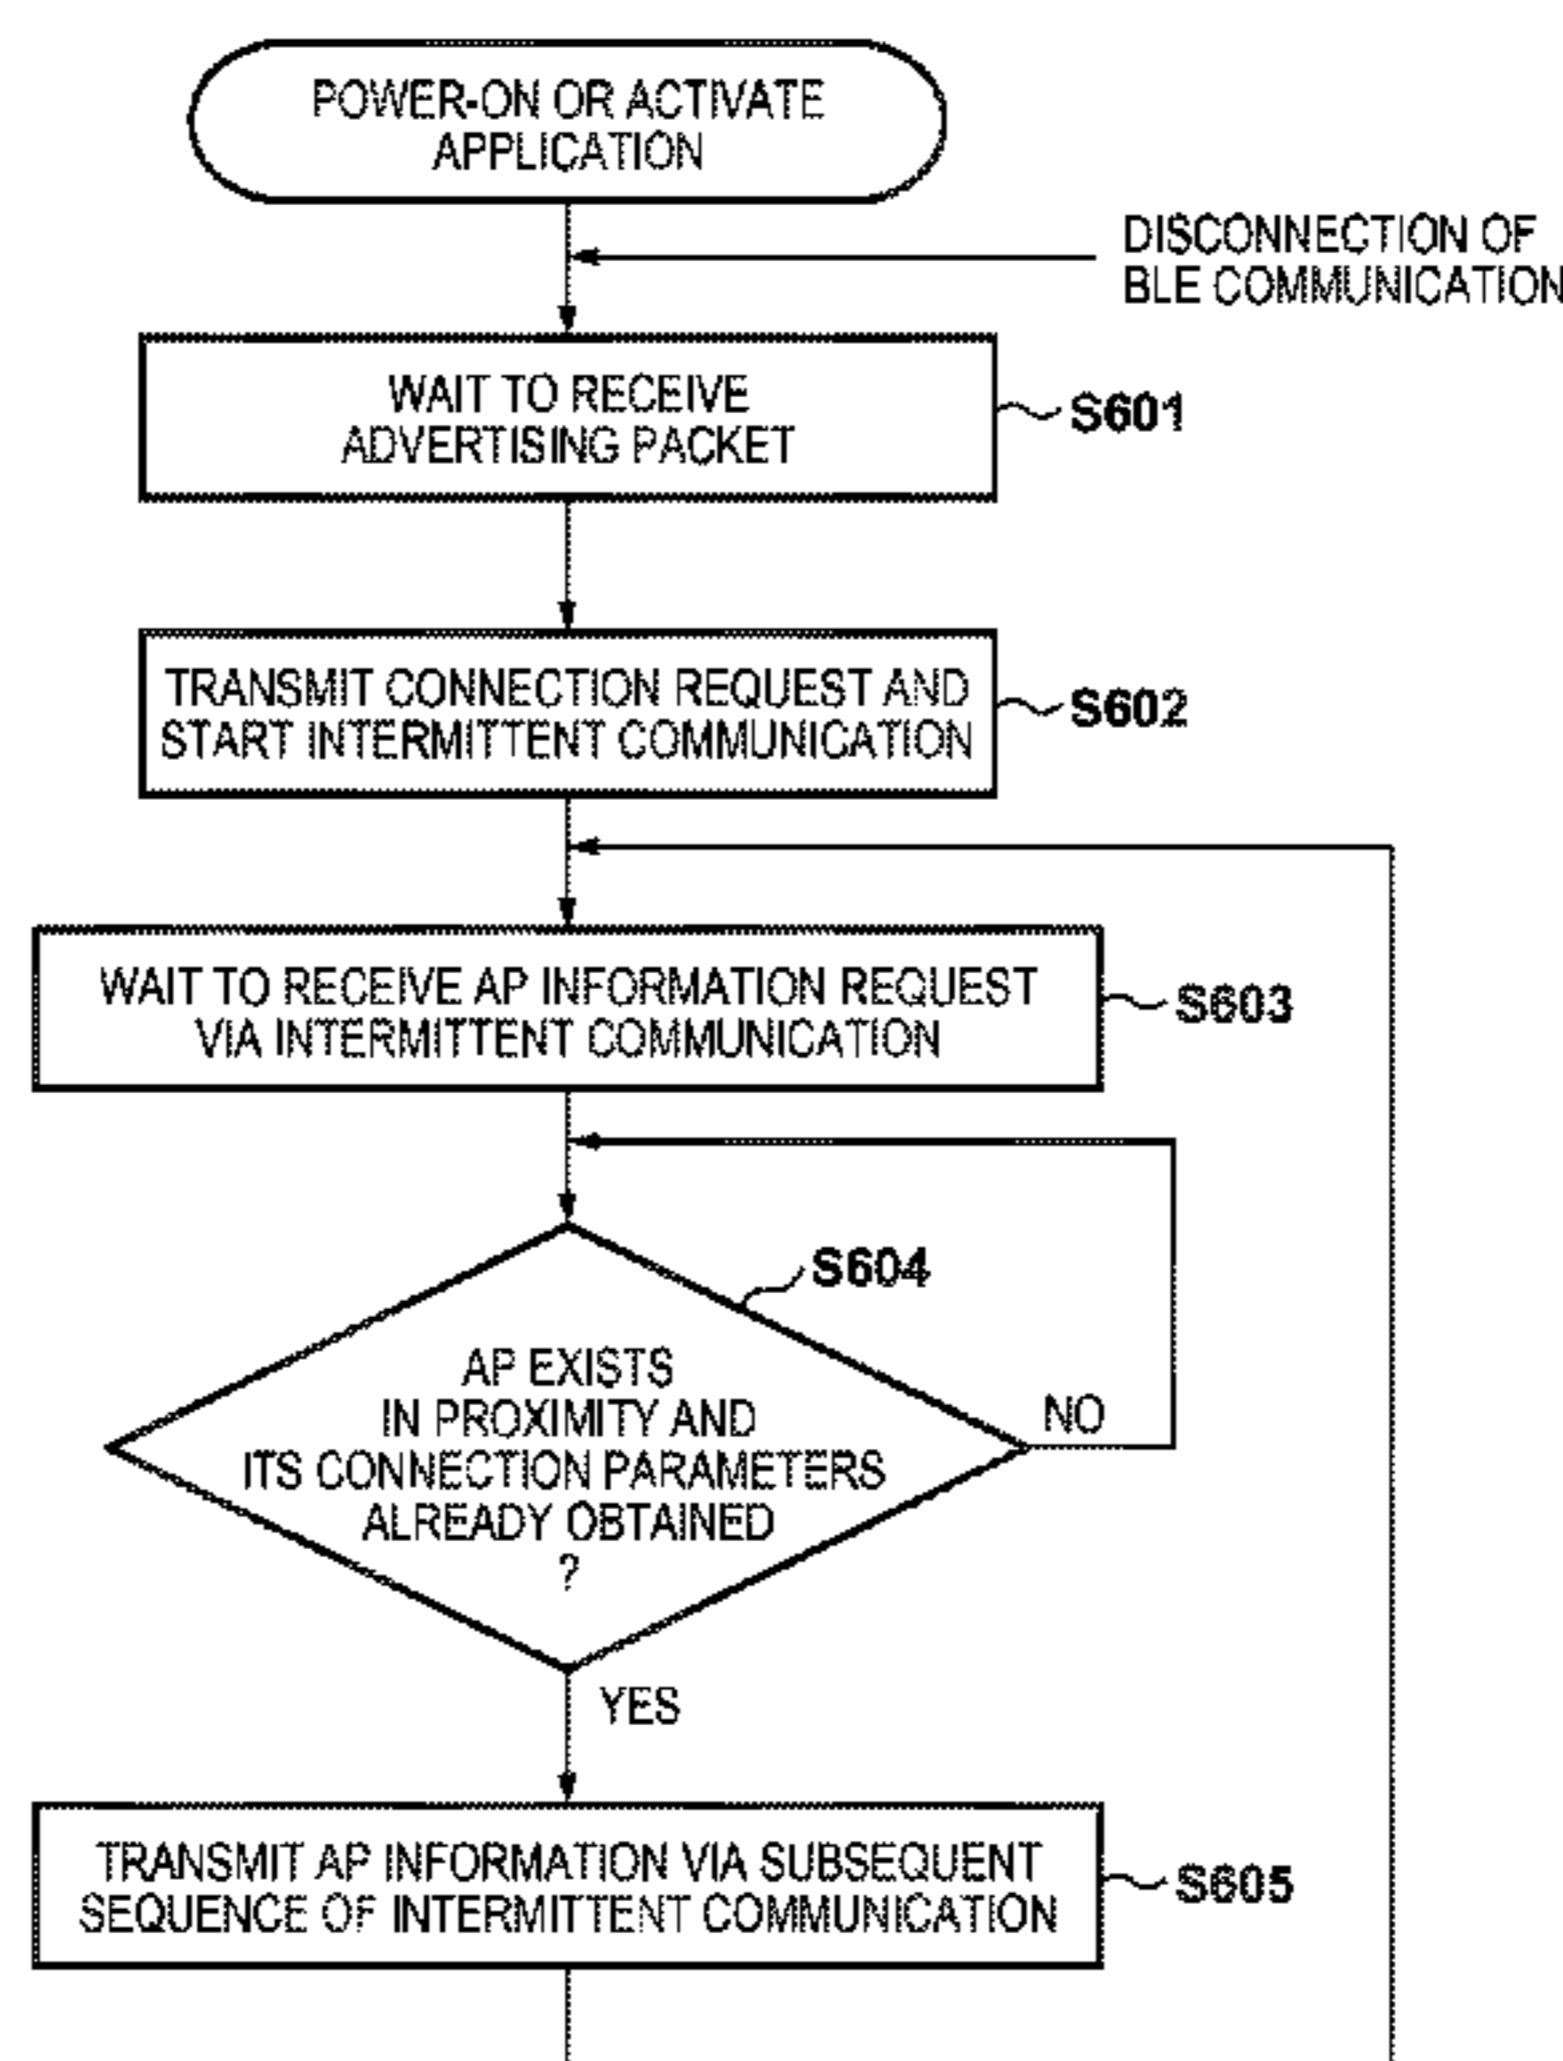 POWER-ON OR ACTIVATE
APPLICATION
DISCONNECTION OF
BLE COMMUNICATION
WAIT TO RECEIVE
ADVERTISING PACKET
S601
TRANSMIT CONNECTION REQUEST AND
START INTERMITTENT COMMUNICATION
S602
WAIT TO RECEIVE AP INFORMATION REQUEST
VIA INTERMITTENT COMMUNICATION
S603
S604
AP EXISTS
IN PROXIMITY AND
ITS CONNECTION PARAMETERS
ALREADY OBTAINED
?
NO
YES
TRANSMIT AP INFORMATION VIA SUBSEQUENT
SEQUENCE OF INTERMITTENT COMMUNICATION
S605